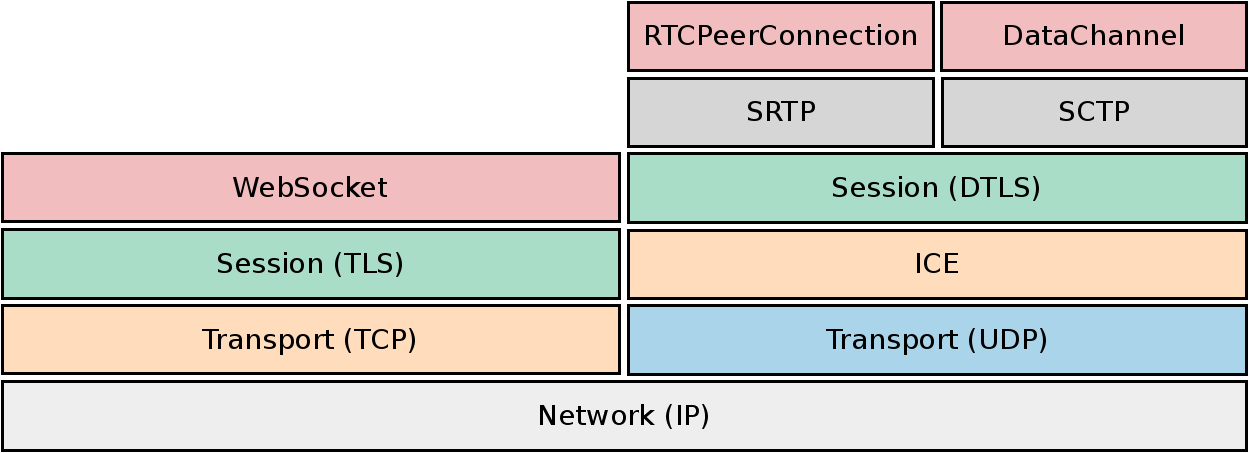 RTCPeerConnection
DataChannel
SRTP
SCTP
WebSocket
Session (DTLS)
Session (TLS)
ICE
Transport (TCP)
Transport (UDP)
Network (IP)